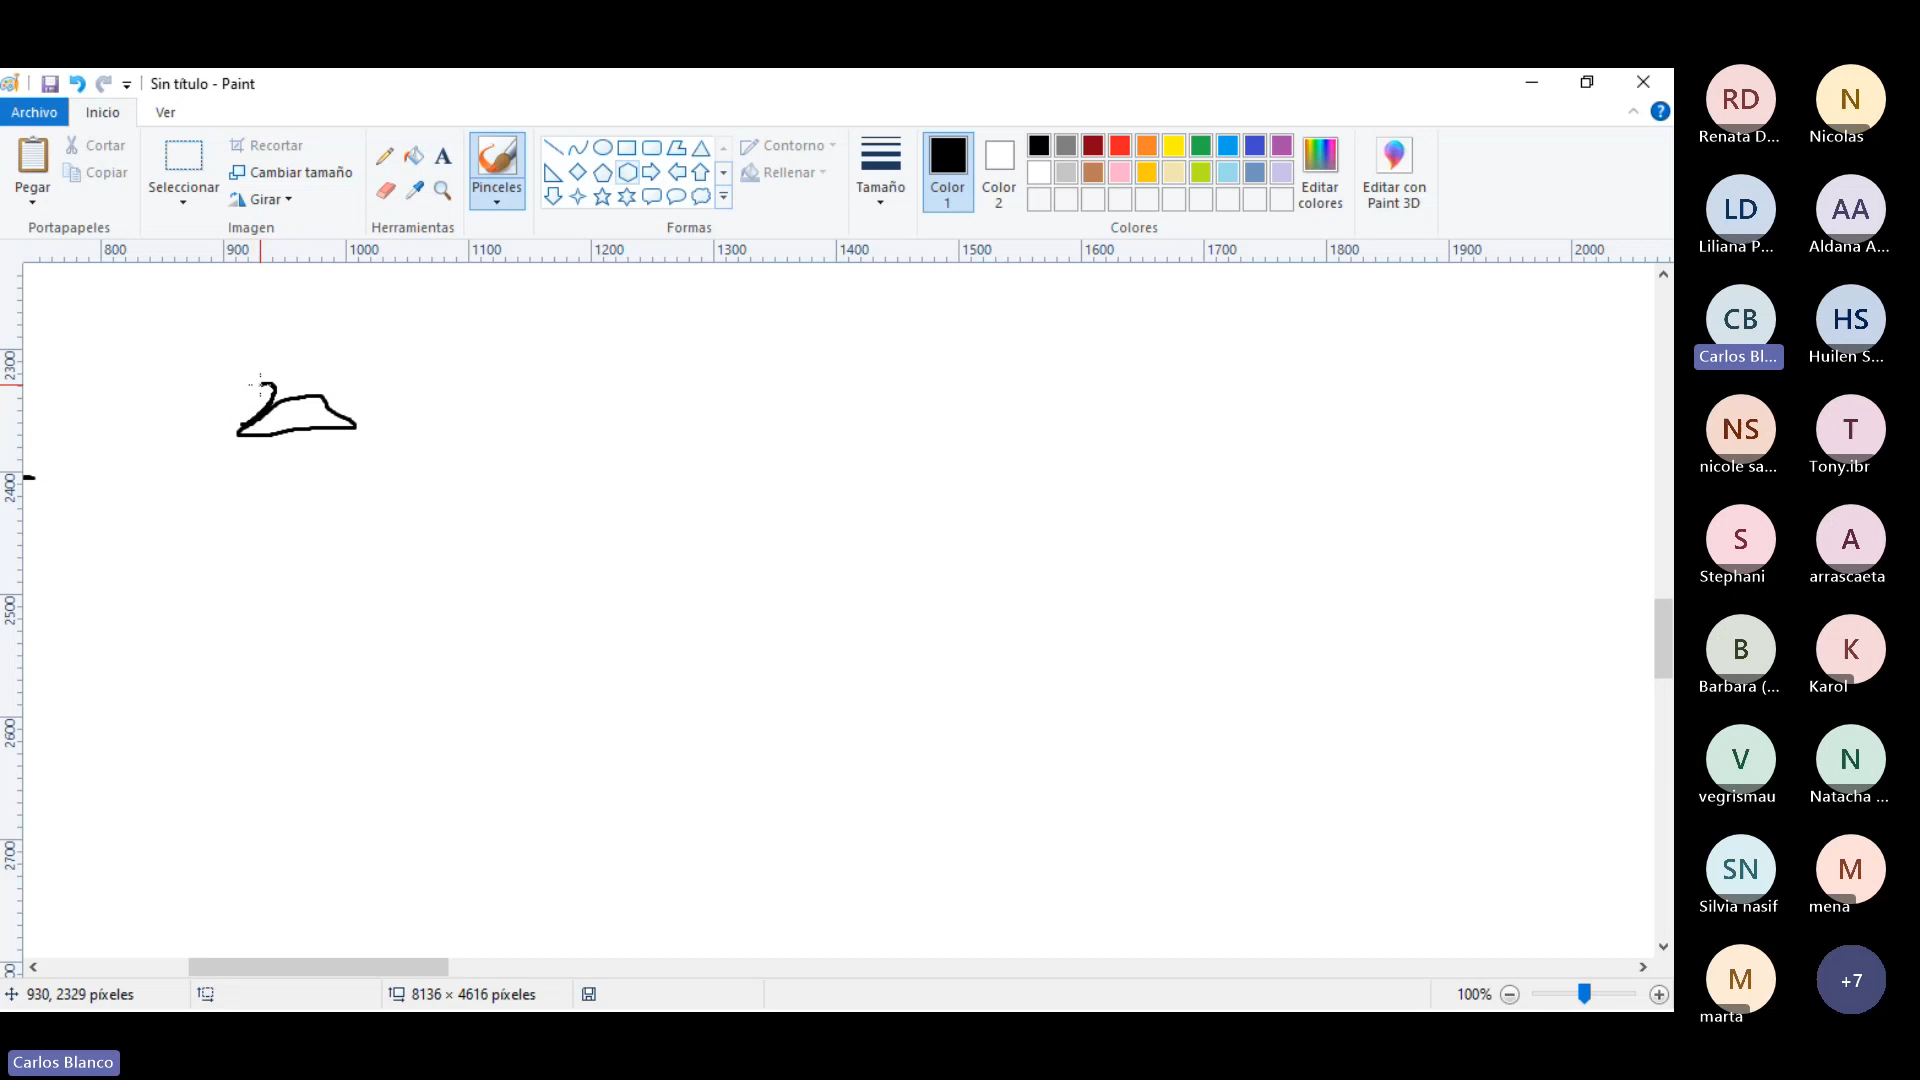 Sin título - Paint
Archivo Inicio Ver
Pegar
Cortar
Copiar
Portapapeles
Seleccionar
Recortar
Cambiar tamaño
Girar
Imagen
A
Herramientas
Pinceles
Contorno
Rellenar
Formas
Tamaño
Color 1
Color 2
Editar colores
Colores
Editar con Paint 3D
?
800 900 1000 1100 1200 1300 1400 1500 1600 1700 1800 1900 2000
2300
2400
2500
2600
2700
930, 2329 píxeles
8136 × 4616 píxeles
100%
RD N
Renata D... Nicolas
LD AA
Liliana P... Aldana A...
CB HS
Carlos Bl... Huilen S...
NS T
nicole sa... Tony.ibr
S A
Stephani arrascaeta
B K
Barbara (... Karol
V N
vegrismau Natacha ...
SN M
Silvia nasif mena
M +7
marta
Carlos Blanco